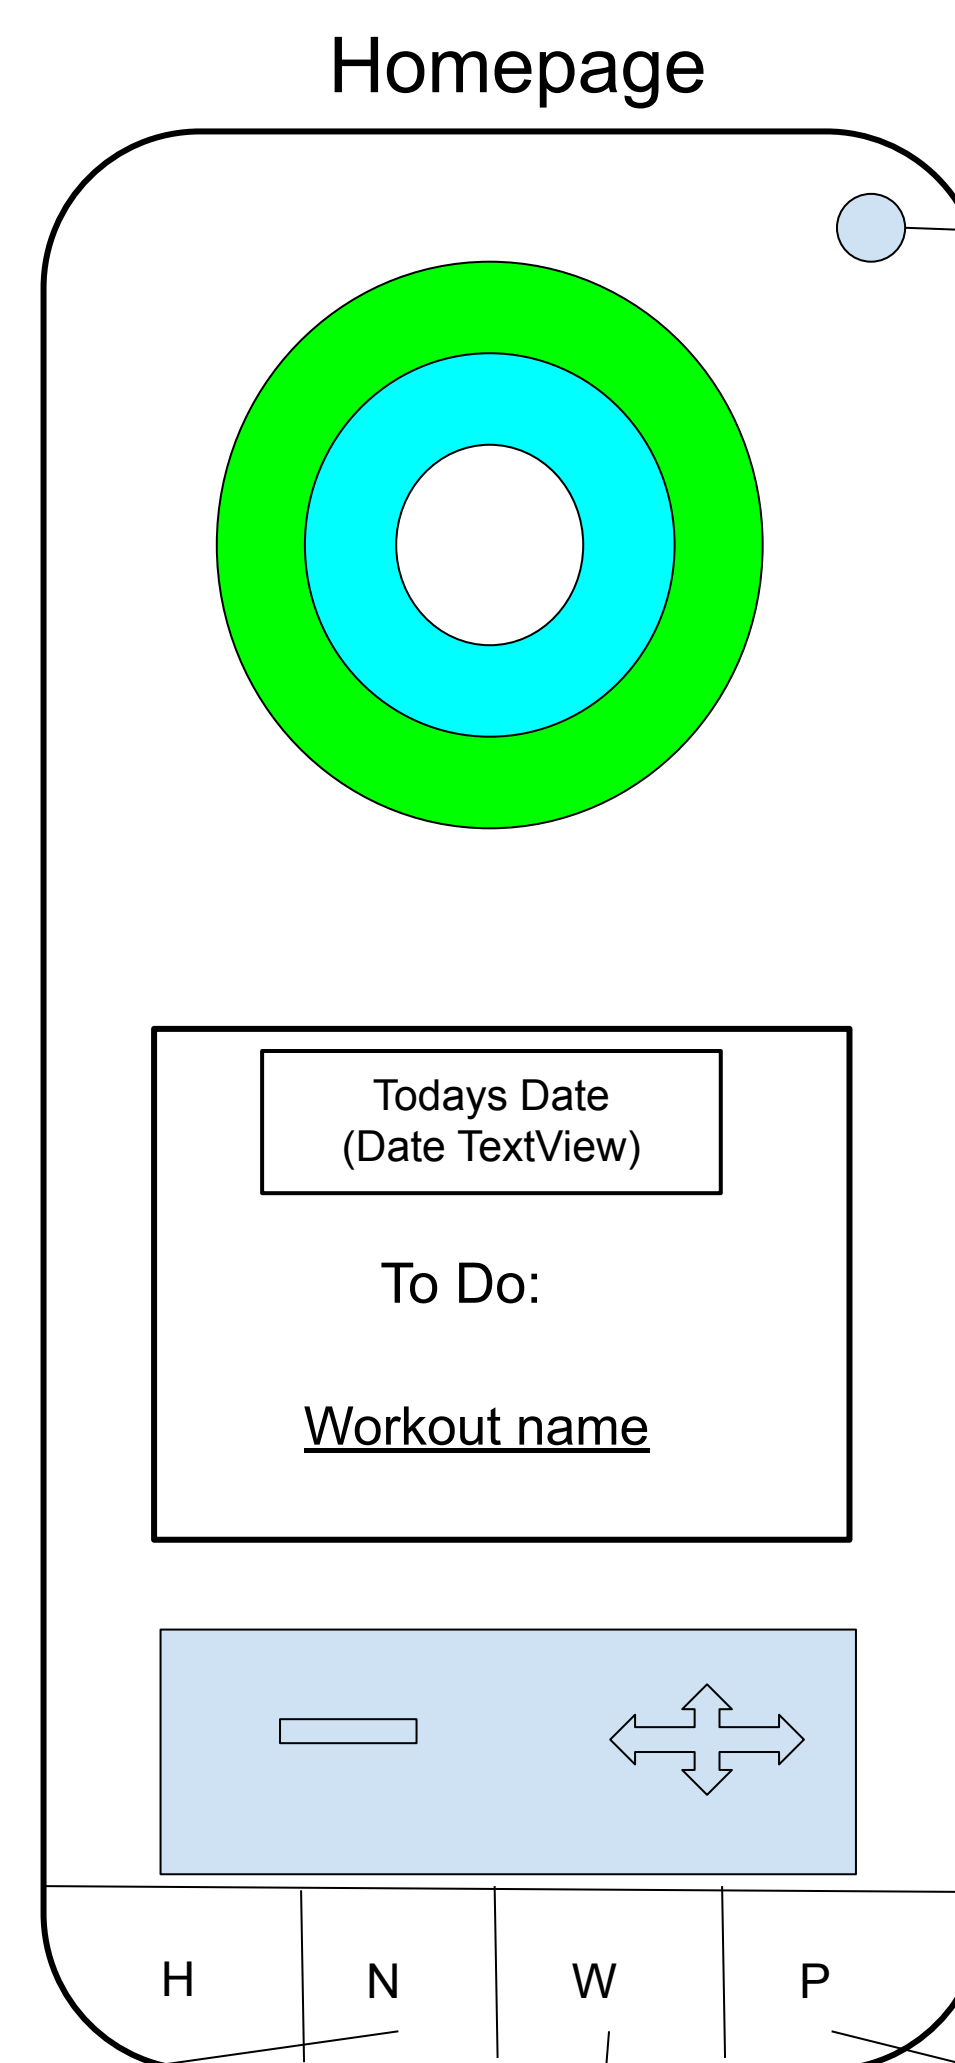 Homepage
Todays Date
(Date TextView)
To Do:
Workout name
H N W P